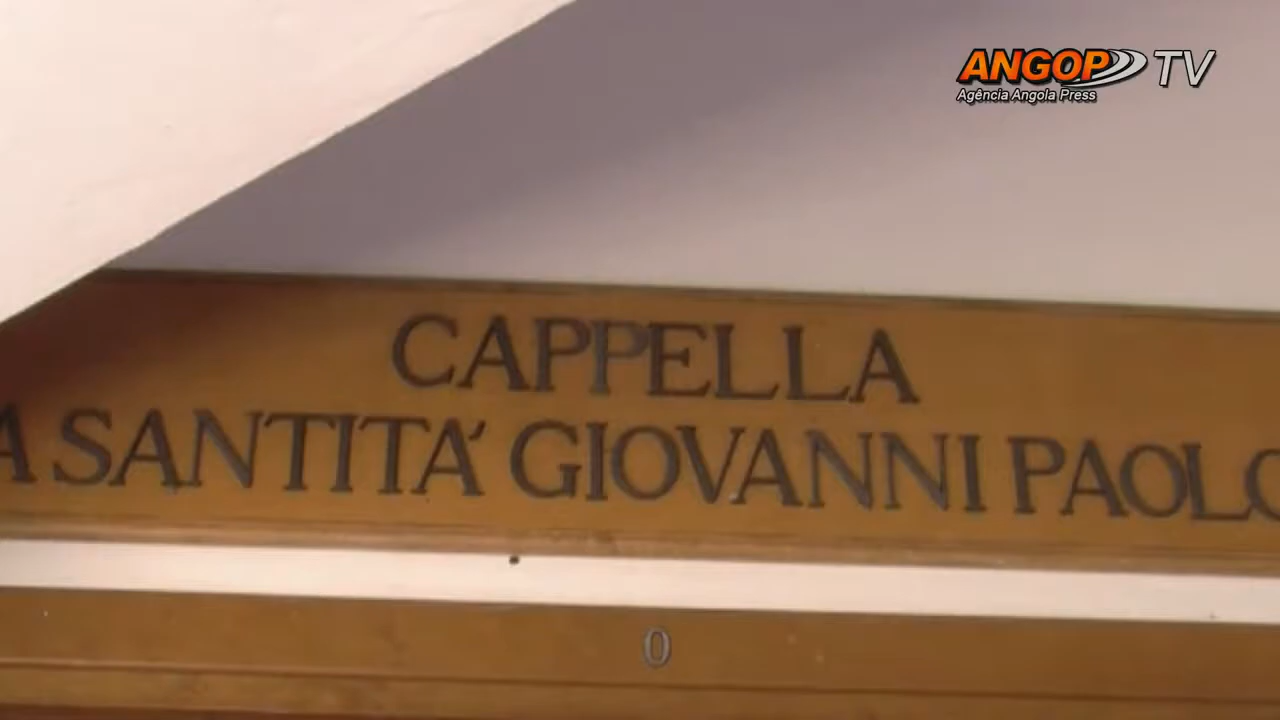 ANGOP TV
Agência Angola Press
CAPPELLA
A SANTITA' GIOVANNI PAOLO
0